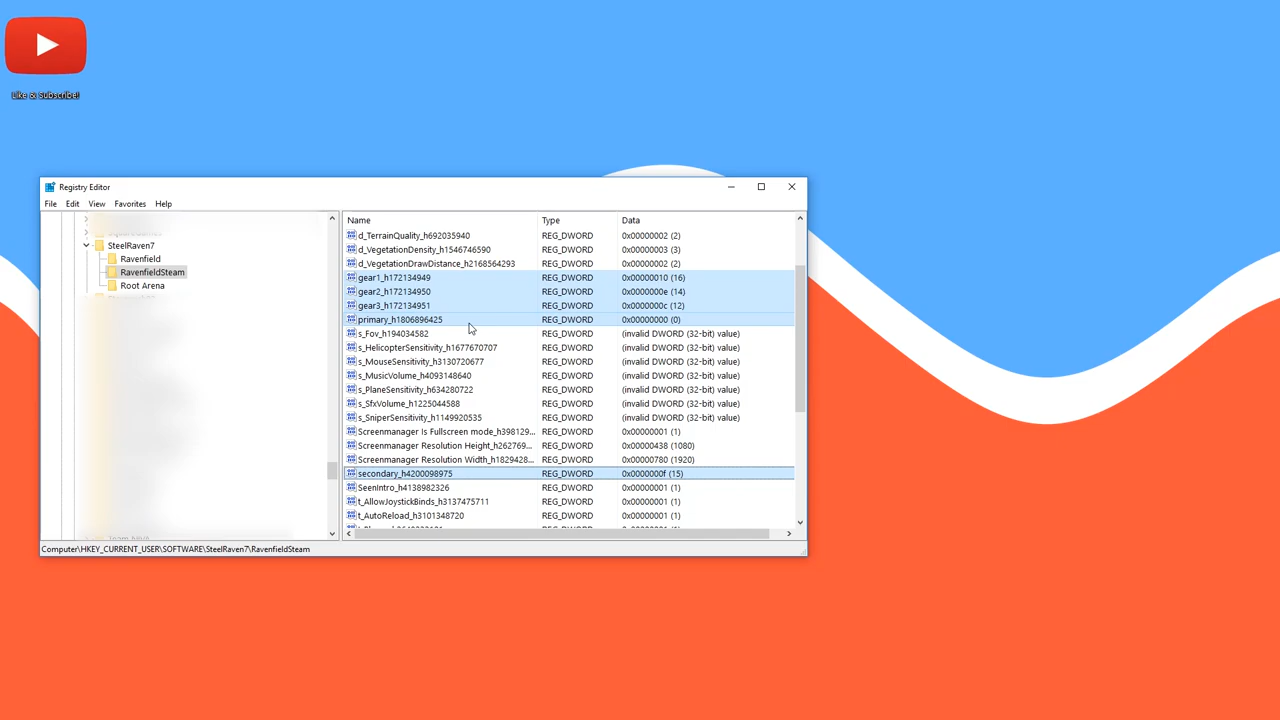 Like & Subscribe!
Registry Editor
File Edit View Favorites Help
SteelRaven7
Ravenfield
RavenfieldSteam
Root Arena
Name Type Data
d_TerrainQuality_h692035940 REG_DWORD 0x00000002 (2)
d_VegetationDensity_h1546746590 REG_DWORD 0x00000003 (3)
d_VegetationDrawDistance_h2168564293 REG_DWORD 0x00000002 (2)
gear1_h172134949 REG_DWORD 0x00000010 (16)
gear2_h172134950 REG_DWORD 0x0000000e (14)
gear3_h172134951 REG_DWORD 0x0000000c (12)
primary_h1806896425 REG_DWORD 0x00000000 (0)
s_Fov_h194034582 REG_DWORD (invalid DWORD (32-bit) value)
s_HelicopterSensitivity_h1677670707 REG_DWORD (invalid DWORD (32-bit) value)
s_MouseSensitivity_h3130720677 REG_DWORD (invalid DWORD (32-bit) value)
s_MusicVolume_h4093148640 REG_DWORD (invalid DWORD (32-bit) value)
s_PlaneSensitivity_h634280722 REG_DWORD (invalid DWORD (32-bit) value)
s_SfxVolume_h1225044588 REG_DWORD (invalid DWORD (32-bit) value)
s_SniperSensitivity_h1149920535 REG_DWORD (invalid DWORD (32-bit) value)
Screenmanager Is Fullscreen mode_h398129... REG_DWORD 0x00000001 (1)
Screenmanager Resolution Height_h262769... REG_DWORD 0x00000438 (1080)
Screenmanager Resolution Width_h1829428... REG_DWORD 0x00000780 (1920)
secondary_h4200098975 REG_DWORD 0x0000000f (15)
SeenIntro_h4138982326 REG_DWORD 0x00000001 (1)
t_AllowJoystickBinds_h3137475711 REG_DWORD 0x00000001 (1)
t_AutoReload_h3101348720 REG_DWORD 0x00000001 (1)
Computer\HKEY_CURRENT_USER\SOFTWARE\SteelRaven7\RavenfieldSteam